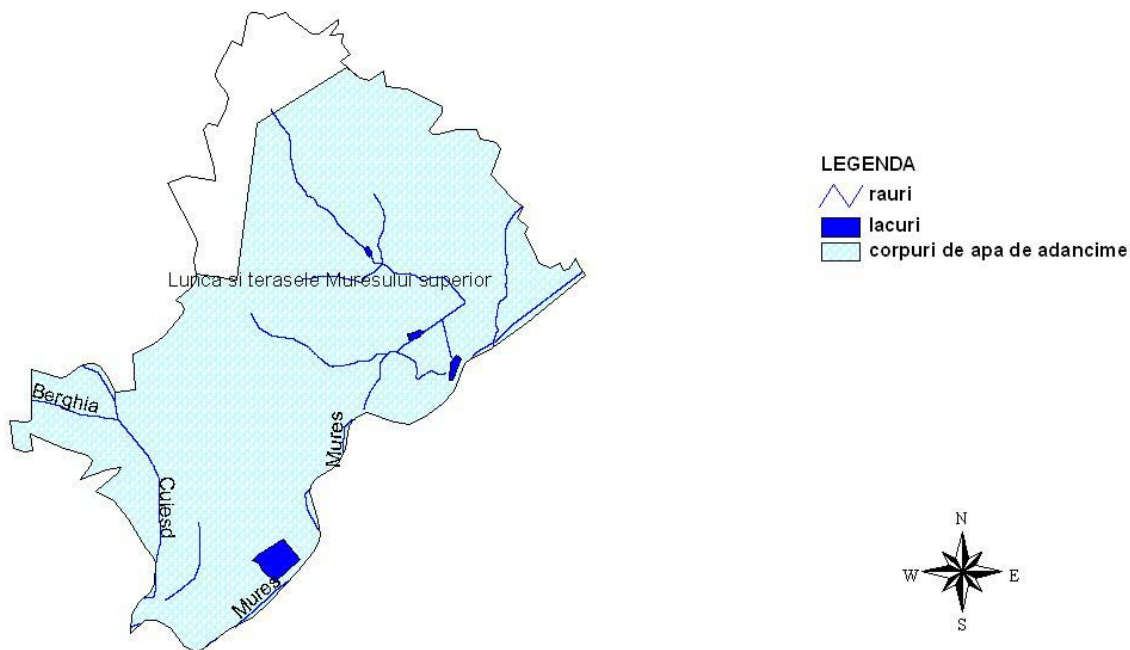 LEGENDA
rauri
lacuri
corpuri de apa de adancime
Lunca si terasele Muresului superior
Berghia
Mures
Cuiesd
Mures
N
W E
S